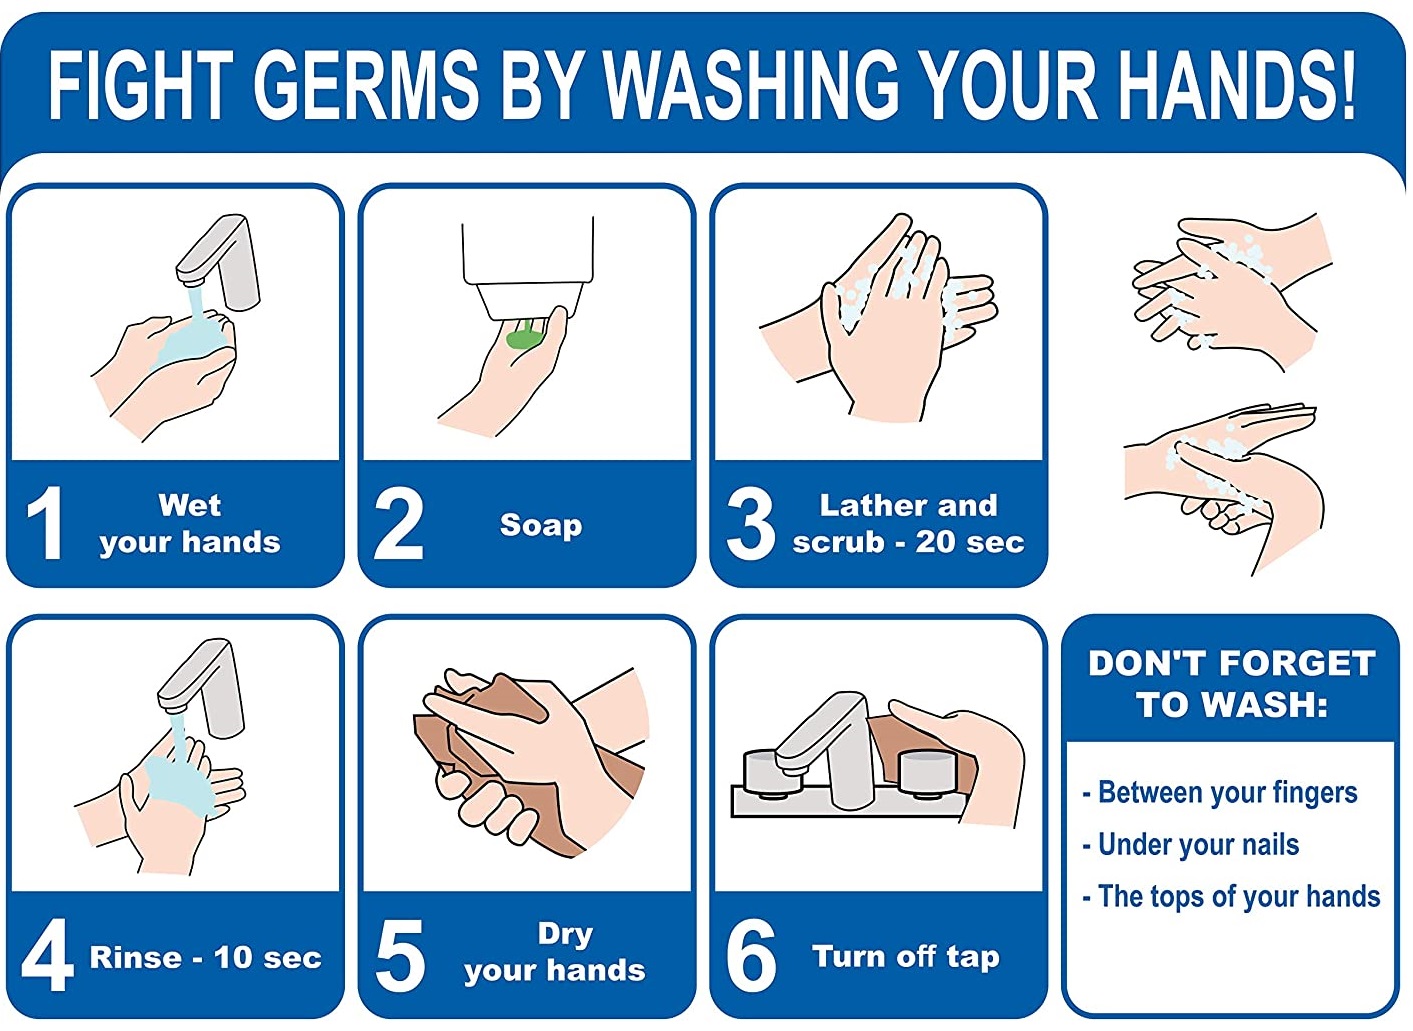 FIGHT GERMS BY WASHING YOUR HANDS!
1
Wet
your hands
2
Soap
3
Lather and
scrub - 20 sec
4
Rinse - 10 sec
5
Dry
your hands
6
Turn off tap
DON'T FORGET
TO WASH:
- Between your fingers
- Under your nails
- The tops of your hands